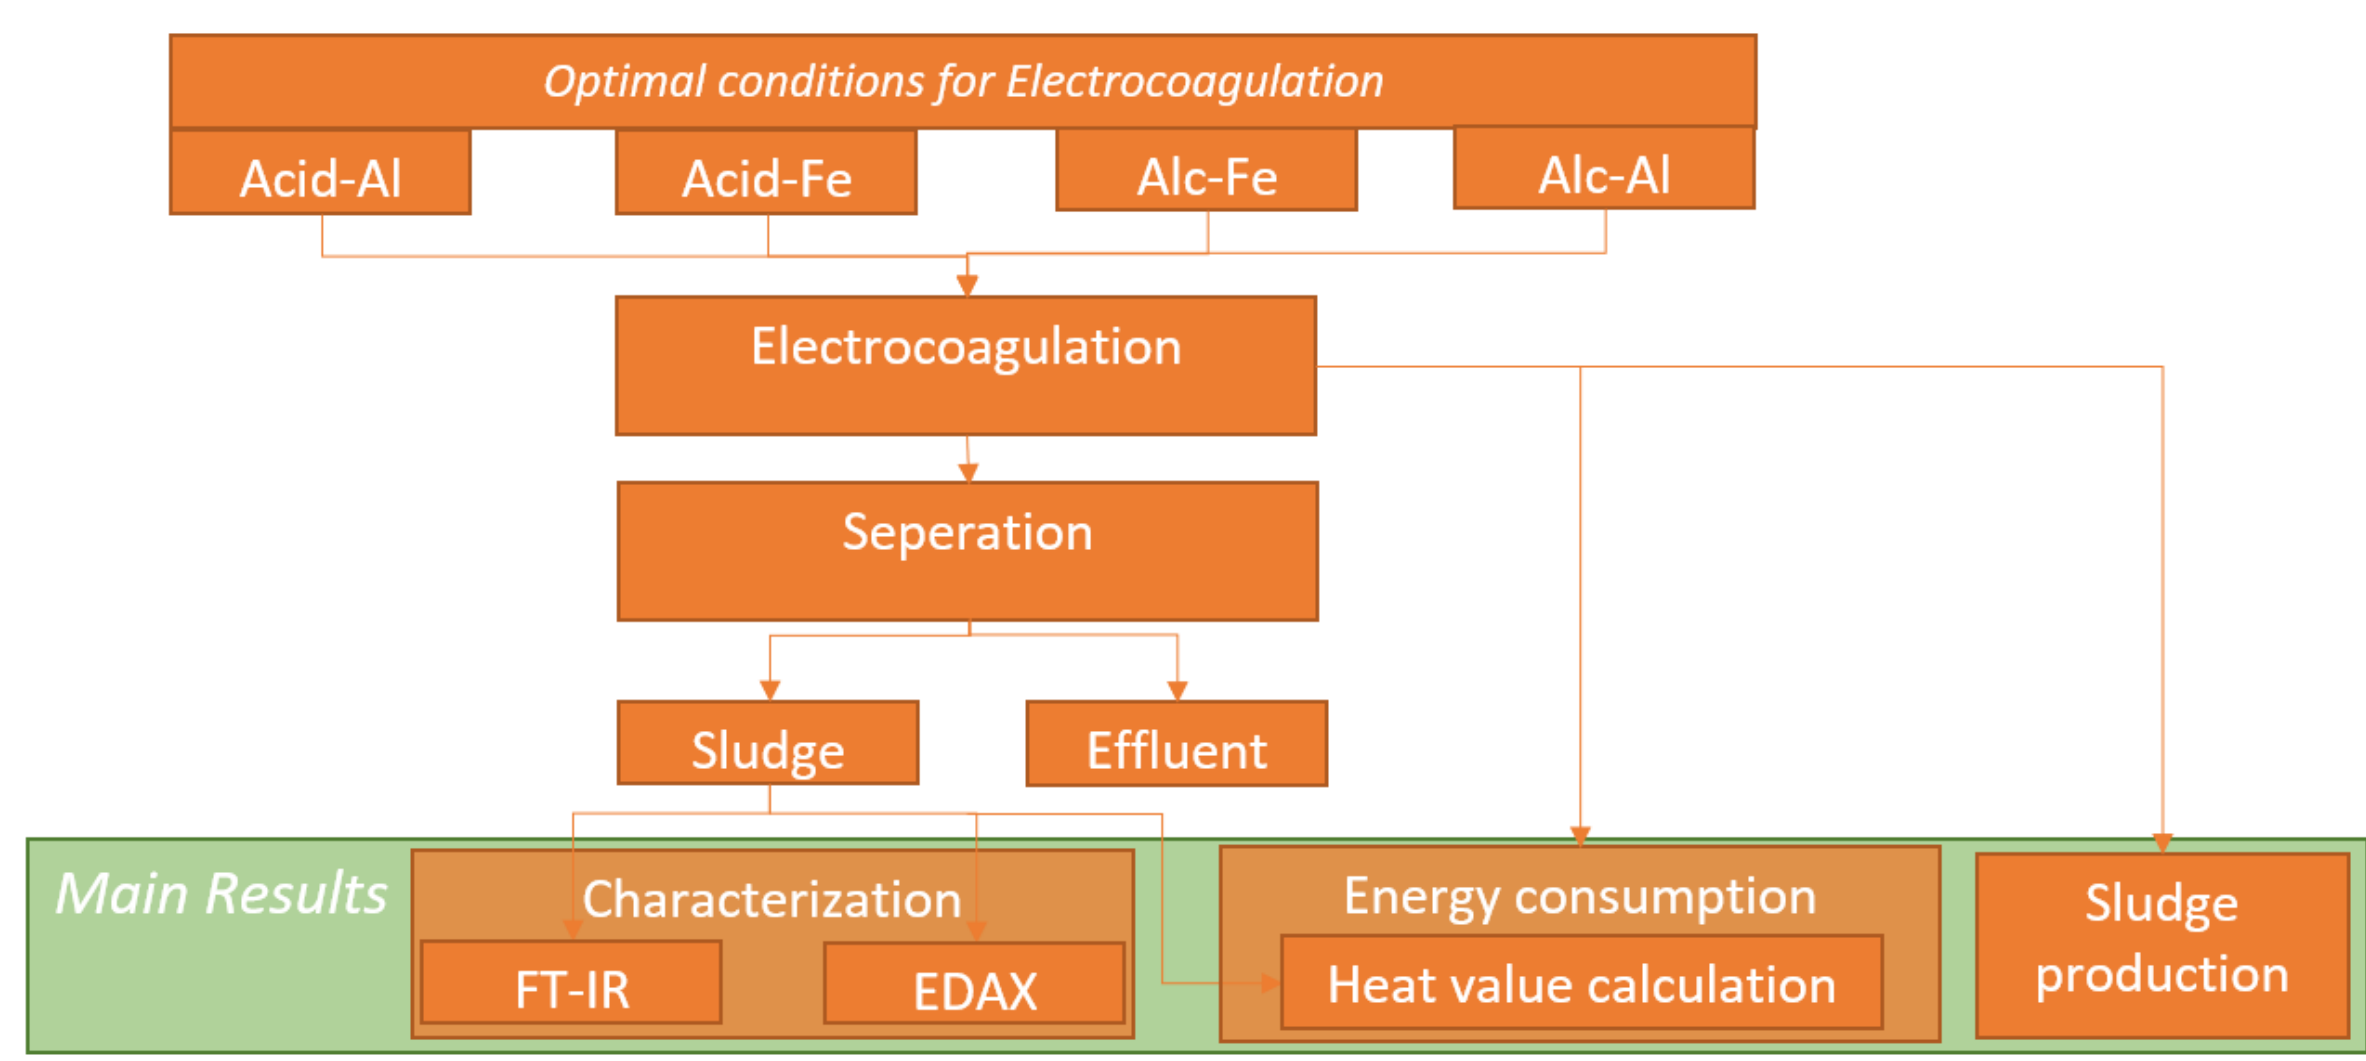 Optimal conditions for Electrocoagulation
Acid-Al
Acid-Fe
Alc-Fe
Alc-Al
Electrocoagulation
Seperation
Sludge
Effluent
Main Results
Characterization
FT-IR
EDAX
Energy consumption
Heat value calculation
Sludge
production